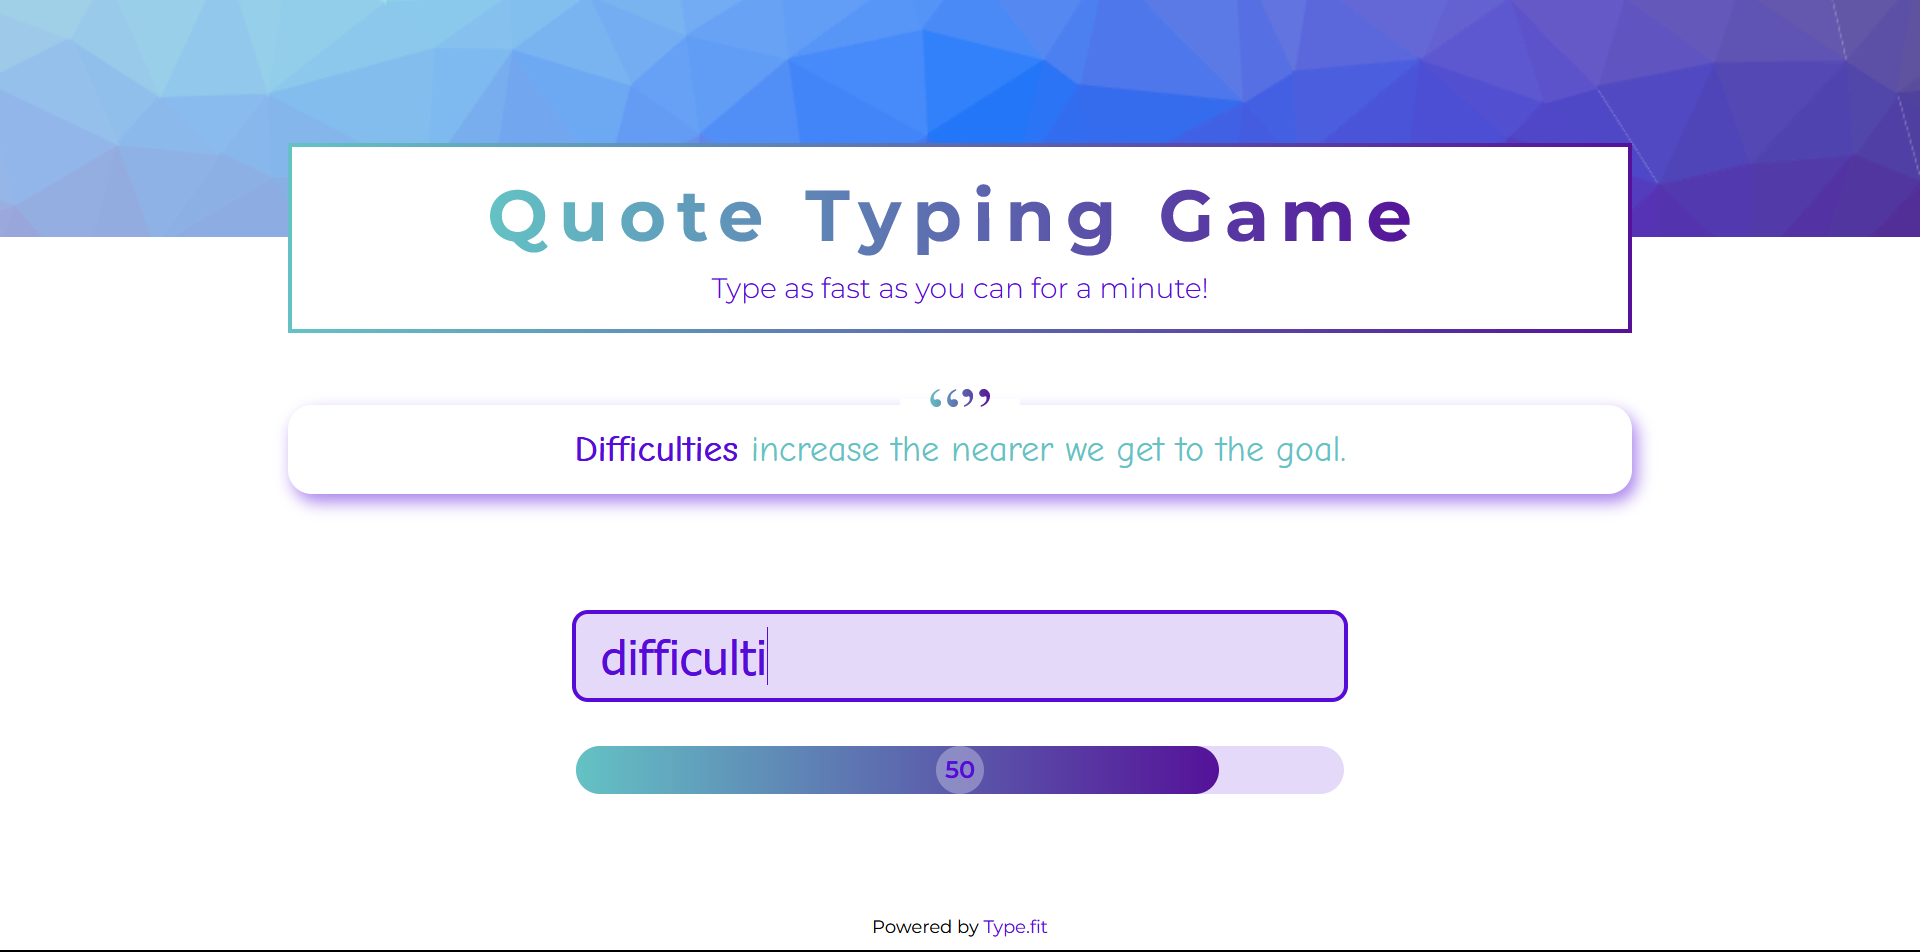 Quote Typing Game
Type as fast as you can for a minute!
“”
Difficulties increase the nearer we get to the goal.
difficulti
50
Powered by Type.fit